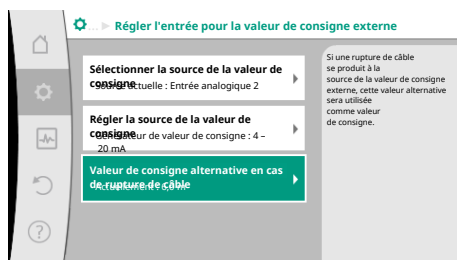 ... Régler l'entrée pour la valeur de consigne externe
Sélectionner la source de la valeur de
consigne
Source actuelle : Entrée analogique 2
Régler la source de la valeur de
consigne
Générateur de valeur de consigne : 4 –
20 mA
Valeur de consigne alternative en cas
de rupture de câble
Actuellement :
Si une rupture de câble
se produit à la
source de la valeur de consigne
externe, cette valeur alternative
sera utilisée
comme valeur
de consigne.